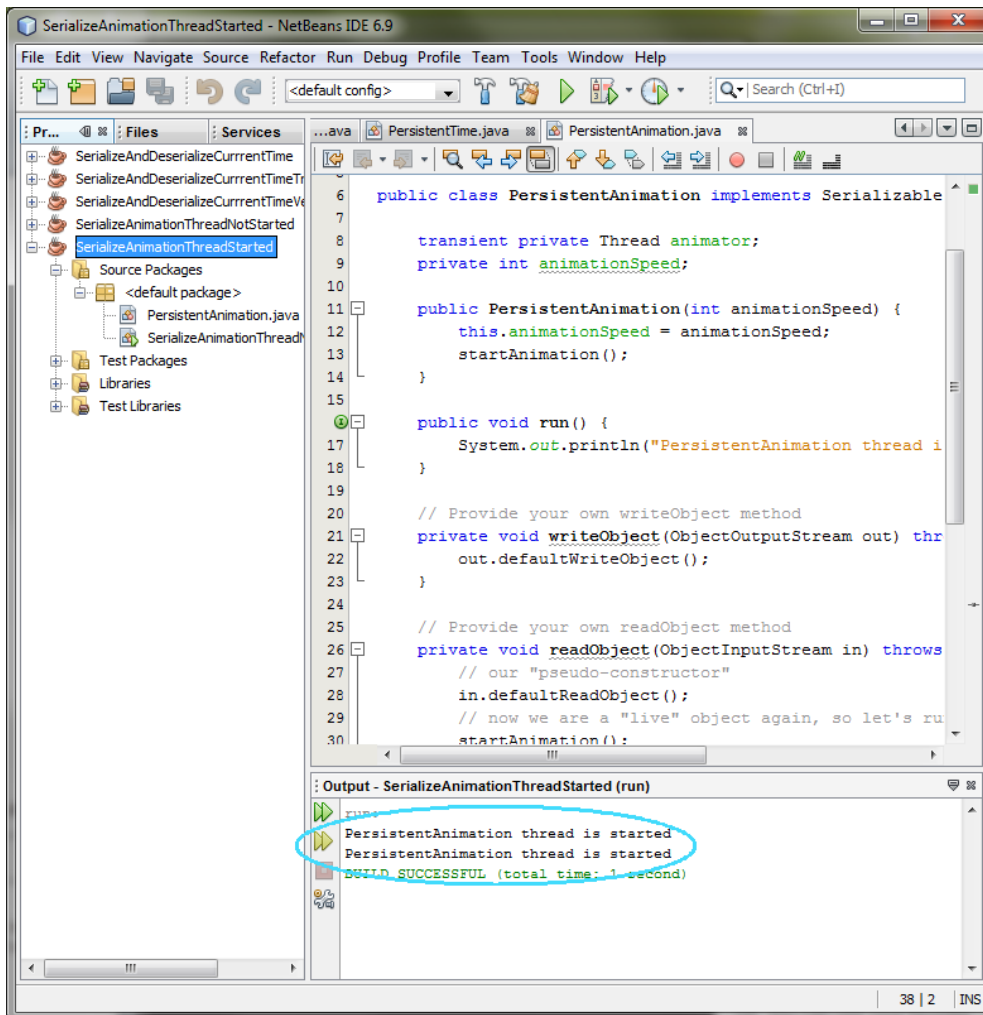 SerializeAnimationThreadStarted - NetBeans IDE 6.9
File Edit View Navigate Source Refactor Run Debug Profile Team Tools Window Help
<default config>
Search (Ctrl+I)
Pr...
Files
Services
...ava
PersistentTime.java
PersistentAnimation.java
SerializeAndDeserializeCurrrentTime
SerializeAndDeserializeCurrrentTimeTr
SerializeAndDeserializeCurrrentTimeVe
SerializeAnimationThreadNotStarted
SerializeAnimationThreadStarted
Source Packages
<default package>
PersistentAnimation.java
SerializeAnimationThreadN
Test Packages
Libraries
Test Libraries
6 public class PersistentAnimation implements Serializable
7
8 transient private Thread animator;
9 private int animationSpeed;
10
11 public PersistentAnimation(int animationSpeed) {
12 this.animationSpeed = animationSpeed;
13 startAnimation();
14 }
15
public void run() {
17 System.out.println("PersistentAnimation thread i
18 }
19
20 // Provide your own writeObject method
21 private void writeObject(ObjectOutputStream out) thr
22 out.defaultWriteObject();
23 }
24
25 // Provide your own readObject method
26 private void readObject(ObjectInputStream in) throws
27 // our "pseudo-constructor"
28 in.defaultReadObject();
29 // now we are a "live" object again, so let's ru
30 startAnimation();
Output - SerializeAnimationThreadStarted (run)
run:
PersistentAnimation thread is started
PersistentAnimation thread is started
BUILD SUCCESSFUL (total time: 1 second)
38 | 2 INS